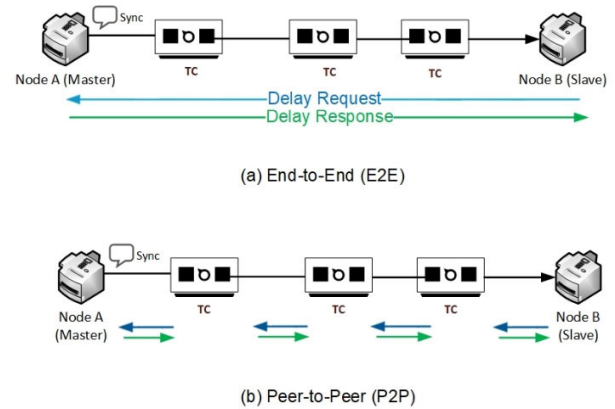 Sync
Node A (Master)
TC
TC
TC
Node B (Slave)
Delay Request
Delay Response
(a) End-to-End (E2E)
Sync
Node A
(Master)
TC
TC
TC
Node B
(Slave)
(b) Peer-to-Peer (P2P)